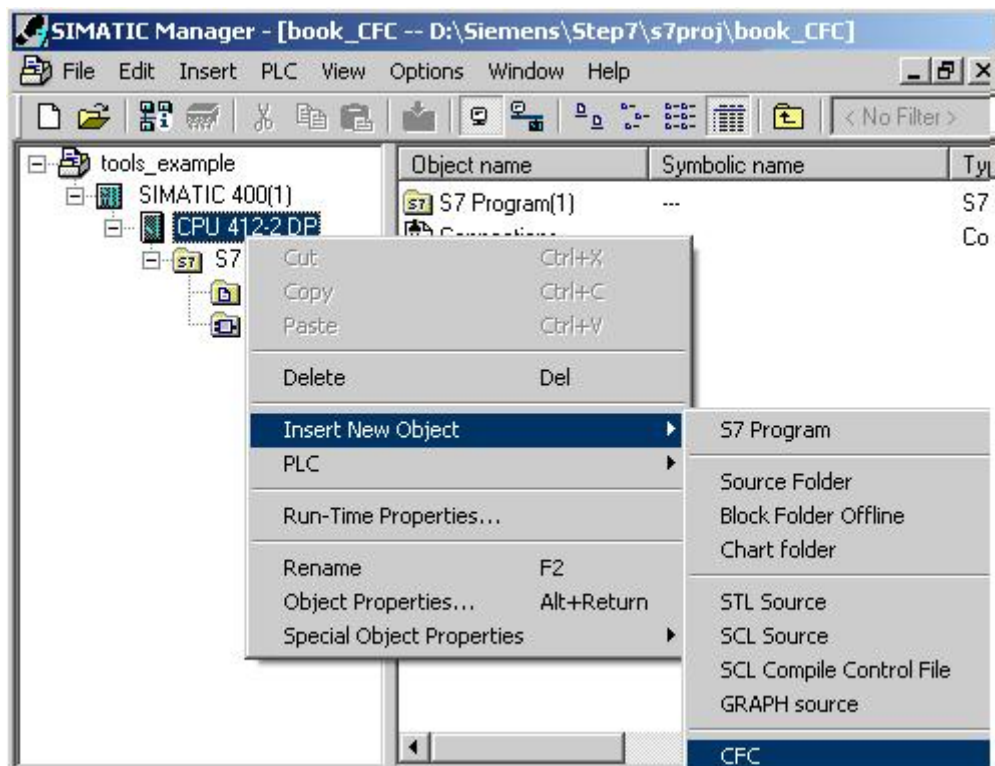 SIMATIC Manager - [book_CFC -- D:\Siemens\Step7\s7proj\book_CFC]
File Edit Insert PLC View Options Window Help
< No Filter >
tools_example
SIMATIC 400(1)
CPU 412-2 DP
S7
Object name Symbolic name
S7 Program(1) --- S7
Connections Co
Cut Ctrl+X
Copy Ctrl+C
Paste Ctrl+V
Delete Del
Insert New Object
PLC
Run-Time Properties...
Rename F2
Object Properties... Alt+Return
Special Object Properties
S7 Program
Source Folder
Block Folder Offline
Chart folder
STL Source
SCL Source
SCL Compile Control File
GRAPH source
CFC